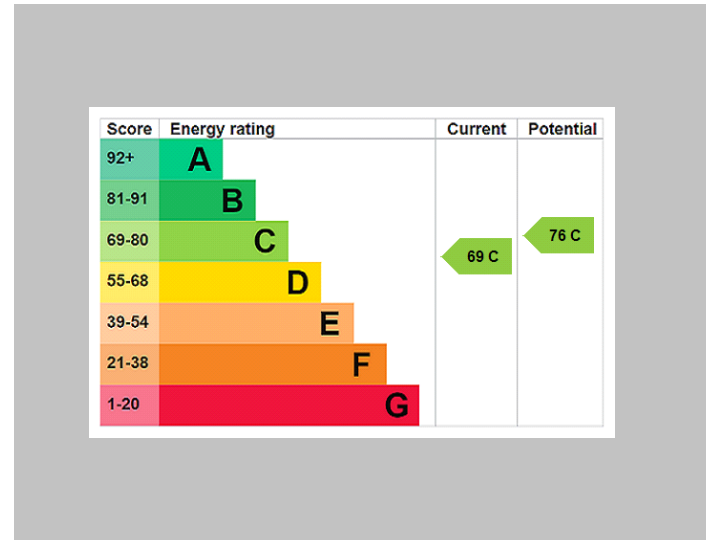 Score Energy rating Current Potential
92+ A
81-91 B
69-80 C 76 C
69 C
55-68 D
39-54 E
21-38 F
1-20 G